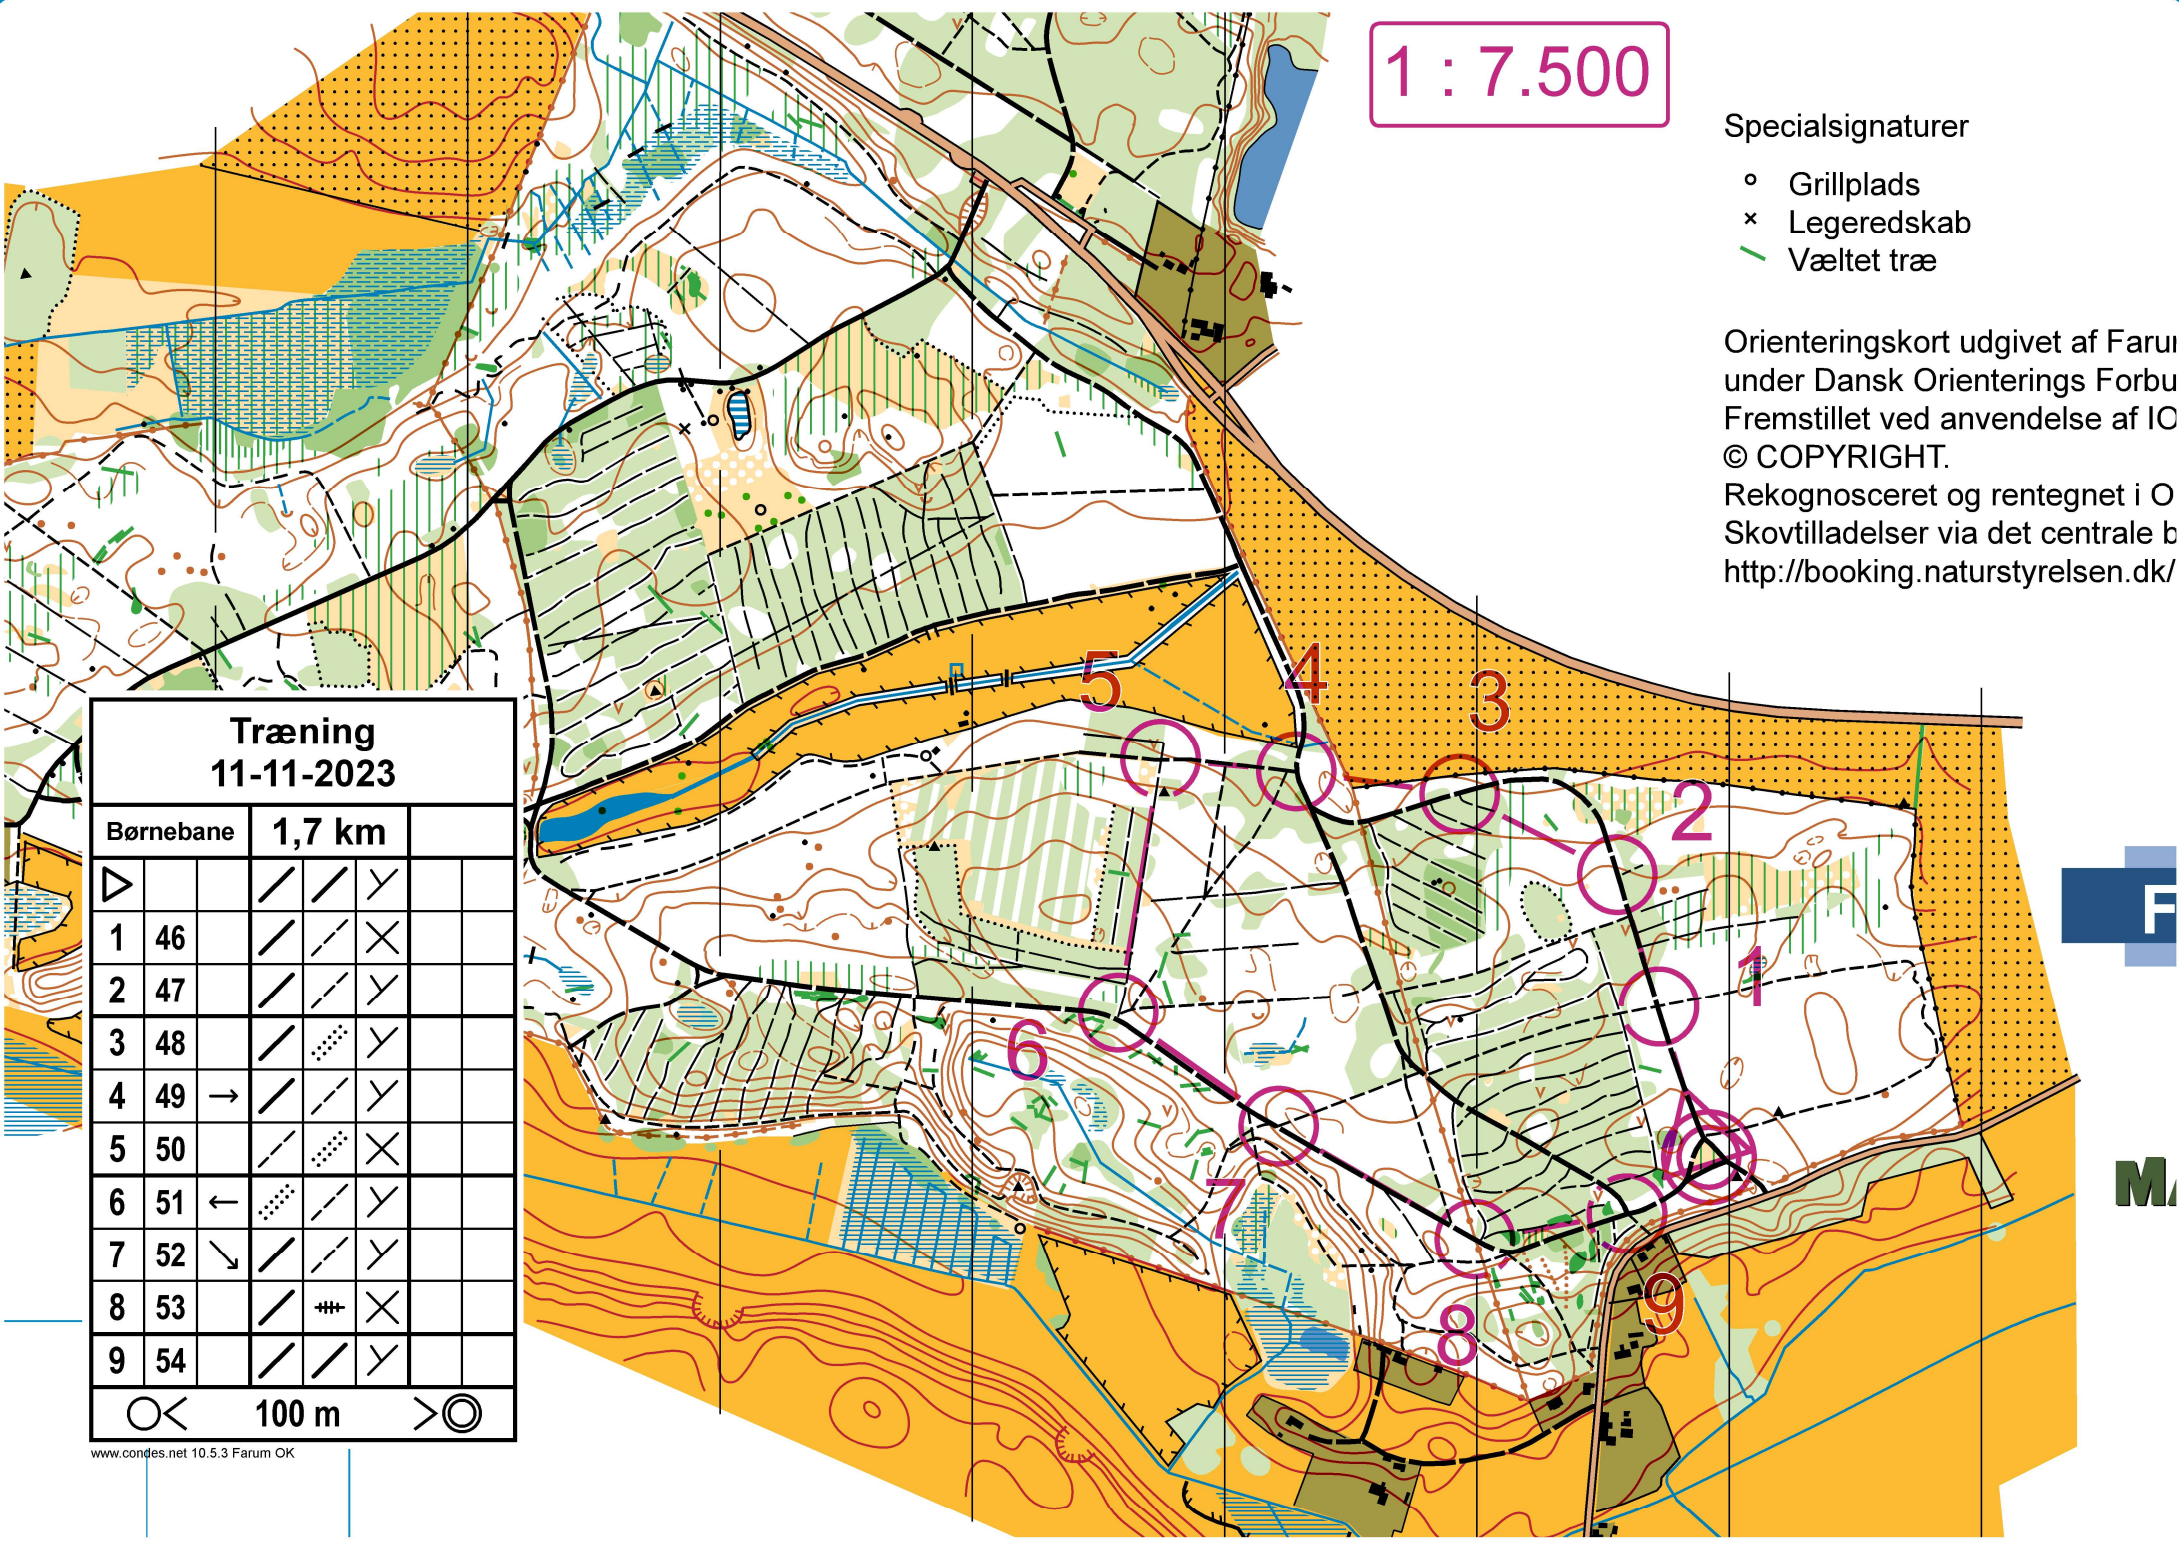 1 : 7.500
Specialsignaturer
Grillplads
Legeredskab
Væltet træ
Orienteringskort udgivet af Faru
under Dansk Orienterings Forbu
Fremstillet ved anvendelse af IO
© COPYRIGHT.
Rekognosceret og rentegnet i O
Skovtilladelser via det centrale b
http://booking.naturstyrelsen.dk/
5
4
3
2
1
6
7
8
9
F
MA
Træning
11-11-2023
Børnebane 1,7 km
1 46
2 47
3 48
4 49 →
5 50
6 51 ←
7 52 ↘
8 53
9 54
100 m
www.condes.net 10.5.3 Farum OK